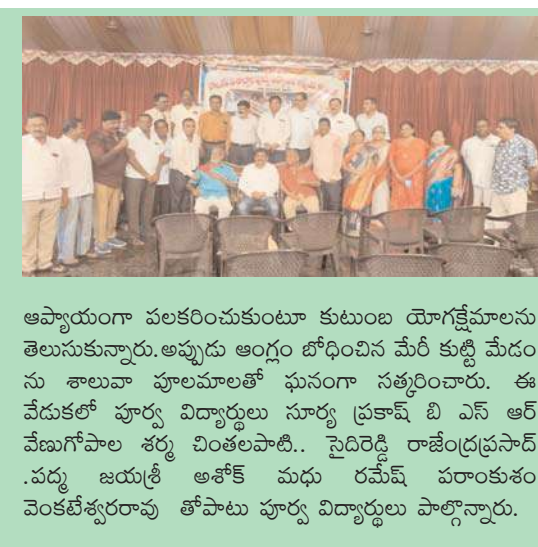 ఆప్యాయంగా పలకరించుకుంటూ కుటుంబ యోగక్షేమాలను
తెలుసుకున్నారు.అప్పుడు ఆంగ్లం బోధించిన మేరీ కుట్టి మేడం
ను శాలువా పూలమాలతో ఘనంగా సత్కరించారు. ఈ
వేడుకలో పూర్వ విద్యార్థులు సూర్య ప్రకాష్ బి ఎస్ ఆర్
వేణుగోపాల శర్మ చింతలపాటి.. సైదిరెడ్డి రాజేంద్రప్రసాద్
.పద్మ జయశ్రీ అశోక్ మధు రమేష్ పరాంకుశం
వెంకటేశ్వరరావు తోపాటు పూర్వ విద్యార్థులు పాల్గొన్నారు.